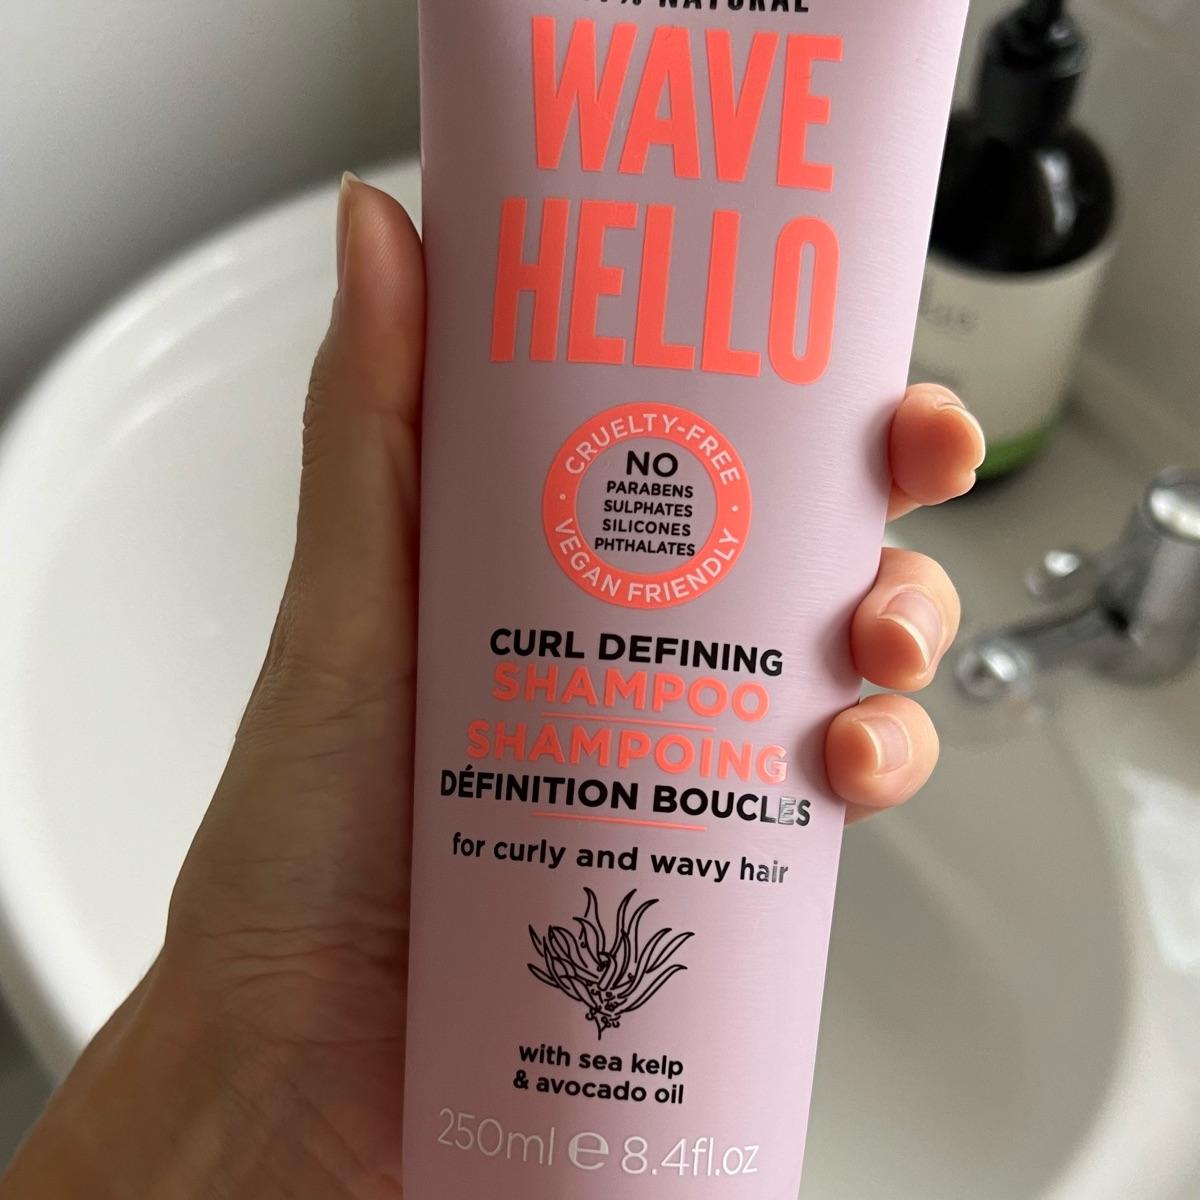 NATURAL
WAVE
HELLO
CRUELTY-FREE
NO
PARABENS
SULPHATES
SILICONES
PHTHALATES
VEGAN FRIENDLY
CURL DEFINING
SHAMPOO
SHAMPOING
DÉFINITION BOUCLES
for curly and wavy hair
with sea kelp
& avocado oil
250ml e 8.4fl.oz